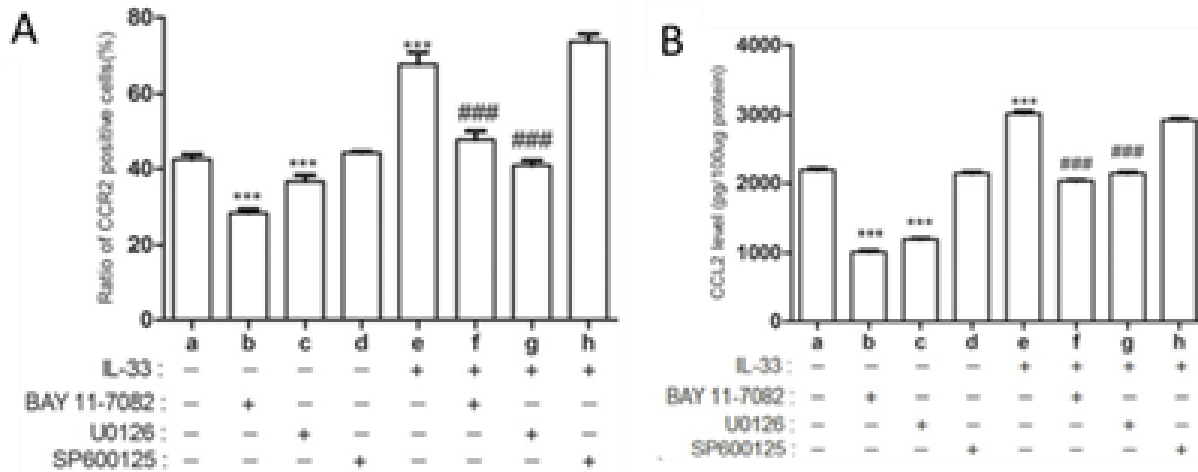 A
Ratio of CCR2 positive cells(%)
80
60
40
20
0
***
***
***
###
###
a b c d e f g h
IL-33 : − − − − + + + +
BAY 11-7082 : − + − − − + − −
U0126 : − − + − − − + −
SP600125 : − − − + − − − +
B
CCL2 level (pg/100ug protein)
4000
3000
2000
1000
0
***
***
***
###
###
a b c d e f g h
IL-33 : − − − − + + + +
BAY 11-7082 : − + − − − + − −
U0126 : − − + − − − + −
SP600125 : − − − + − − − +